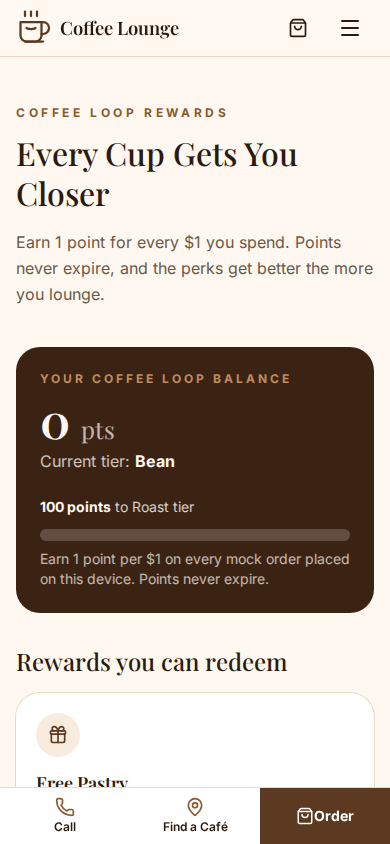 Coffee Lounge
COFFEE LOOP REWARDS
Every Cup Gets You
Closer
Earn 1 point for every $1 you spend. Points
never expire, and the perks get better the more
you lounge.
YOUR COFFEE LOOP BALANCE
0 pts
Current tier: Bean
100 points to Roast tier
Earn 1 point per $1 on every mock order placed
on this device. Points never expire.
Rewards you can redeem
Free Pastry
Call
Find a Café
Order